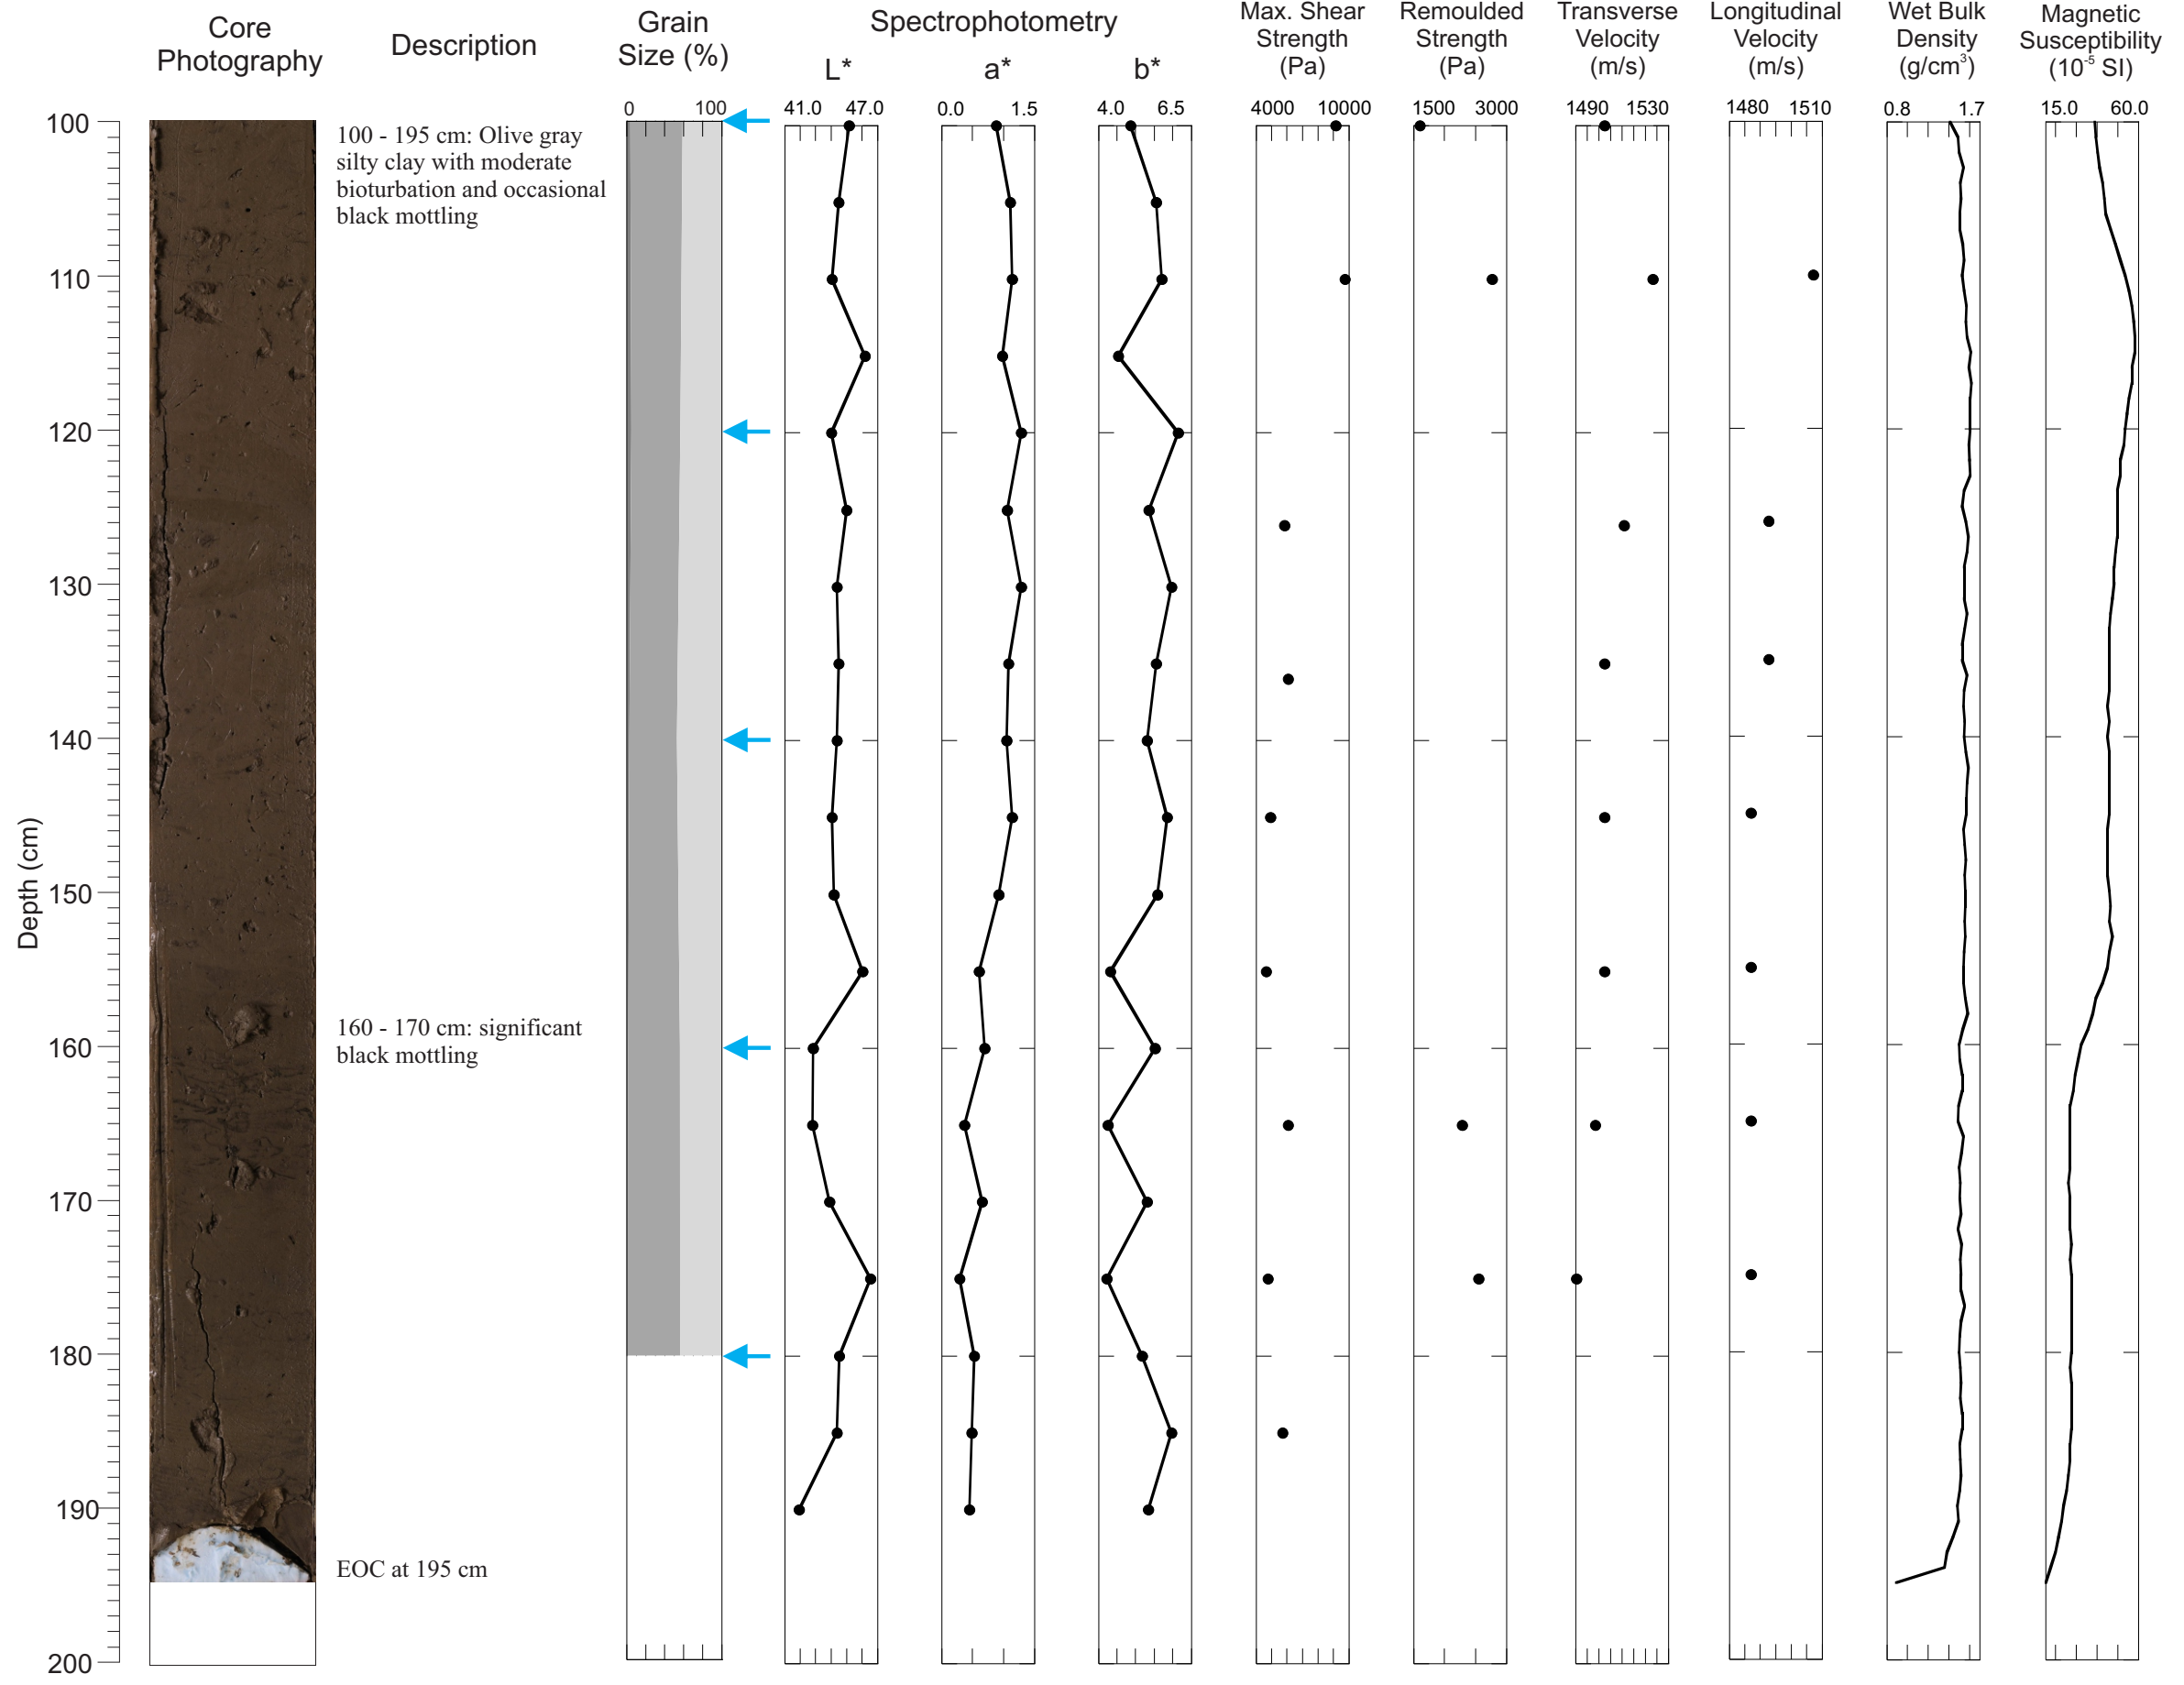 Core
Photography
Description
Grain
Size (%)
Spectrophotometry
L*
a*
b*
Max. Shear
Strength
(Pa)
Remoulded
Strength
(Pa)
Transverse
Velocity
(m/s)
Longitudinal
Velocity
(m/s)
Wet Bulk
Density
(g/cm³)
Magnetic
Susceptibility
(10⁻⁵ SI)
0 100
41.0 47.0
0.0 1.5
4.0 6.5
4000 10000
1500 3000
1490 1530
1480 1510
0.8 1.7
15.0 60.0
Depth (cm)
100
110
120
130
140
150
160
170
180
190
200
100 - 195 cm: Olive gray
silty clay with moderate
bioturbation and occasional
black mottling
160 - 170 cm: significant
black mottling
EOC at 195 cm